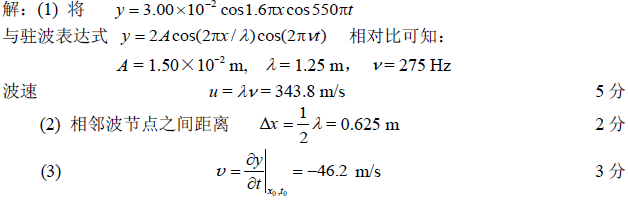 解：(1) 将 y = 3.00×10⁻² cos1.6πx cos550πt
与驻波表达式 y = 2A cos(2πx / λ) cos(2πνt) 相对比可知：
A = 1.50×10⁻² m, λ = 1.25 m， ν = 275 Hz
波速 u = λν = 343.8 m/s 5 分
(2) 相邻波节点之间距离 Δx = 1/2 λ = 0.625 m 2 分
(3) υ = ∂y/∂t |x₀,t₀ = −46.2 m/s 3 分